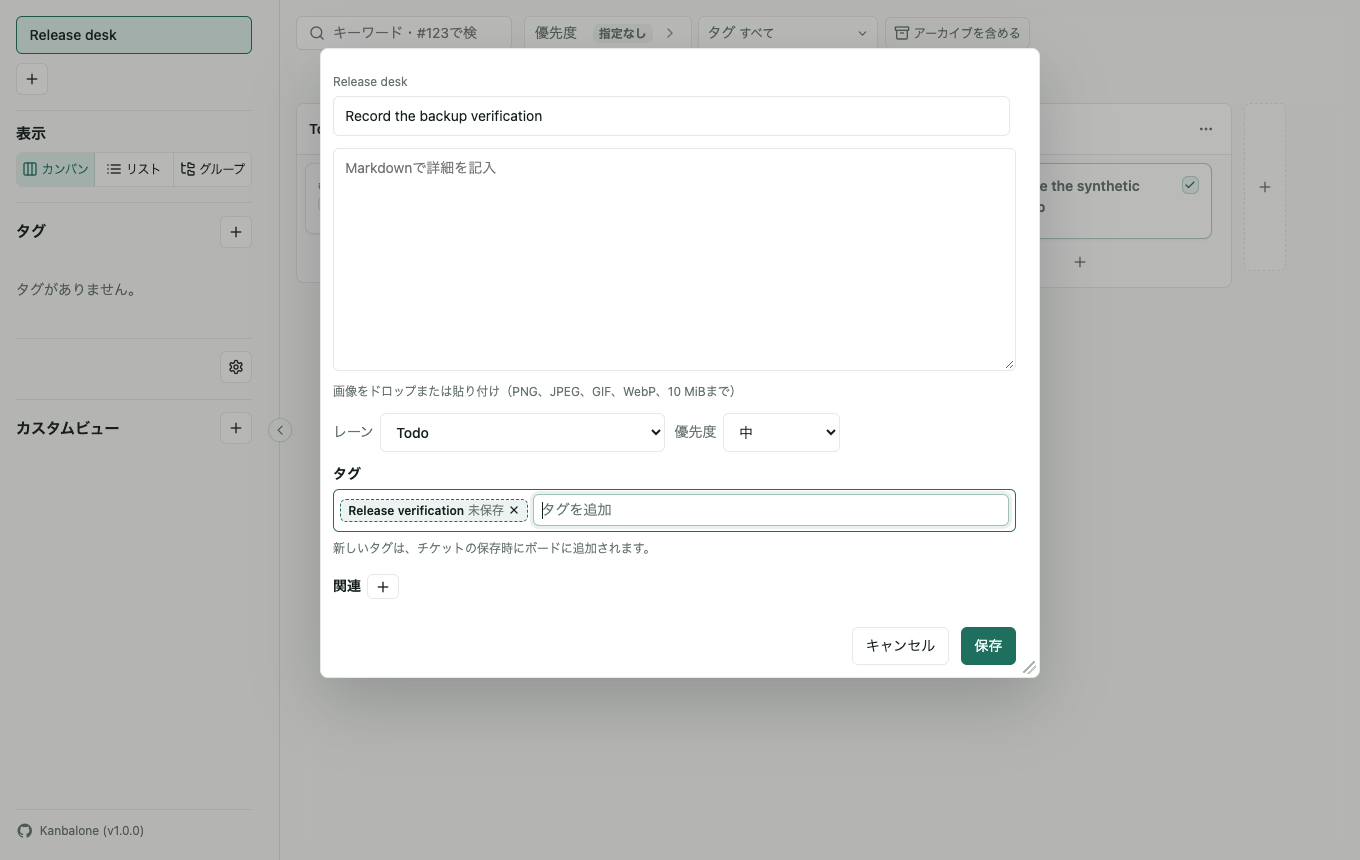 Release desk
表示
カンバン
リスト
グループ
タグ
タグがありません。
カスタムビュー
Kanbalone (v1.0.0)
キーワード・#123で検
優先度 指定なし
タグ すべて
アーカイブを含める
e the synthetic
Release desk
Record the backup verification
Markdownで詳細を記入
画像をドロップまたは貼り付け（PNG、JPEG、GIF、WebP、10 MiBまで）
レーン Todo 優先度 中
タグ
Release verification 未保存 タグを追加
新しいタグは、チケットの保存時にボードに追加されます。
関連
キャンセル 保存